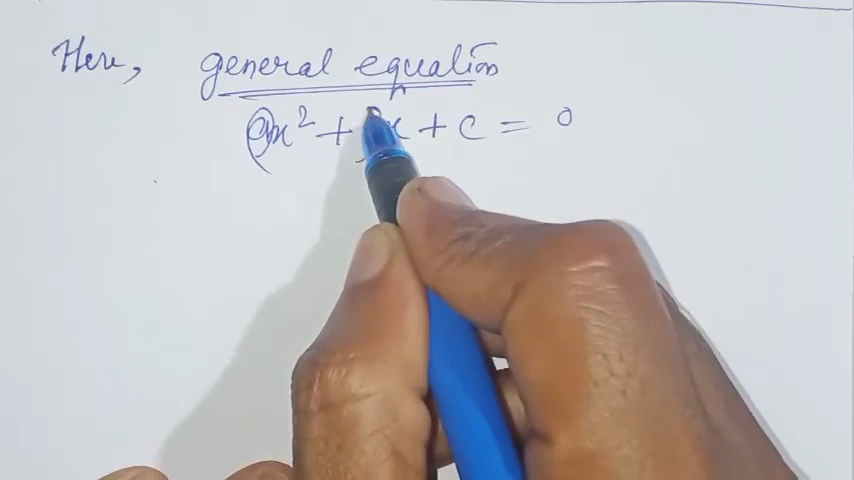 Here, general equation
ax² + x + c = 0